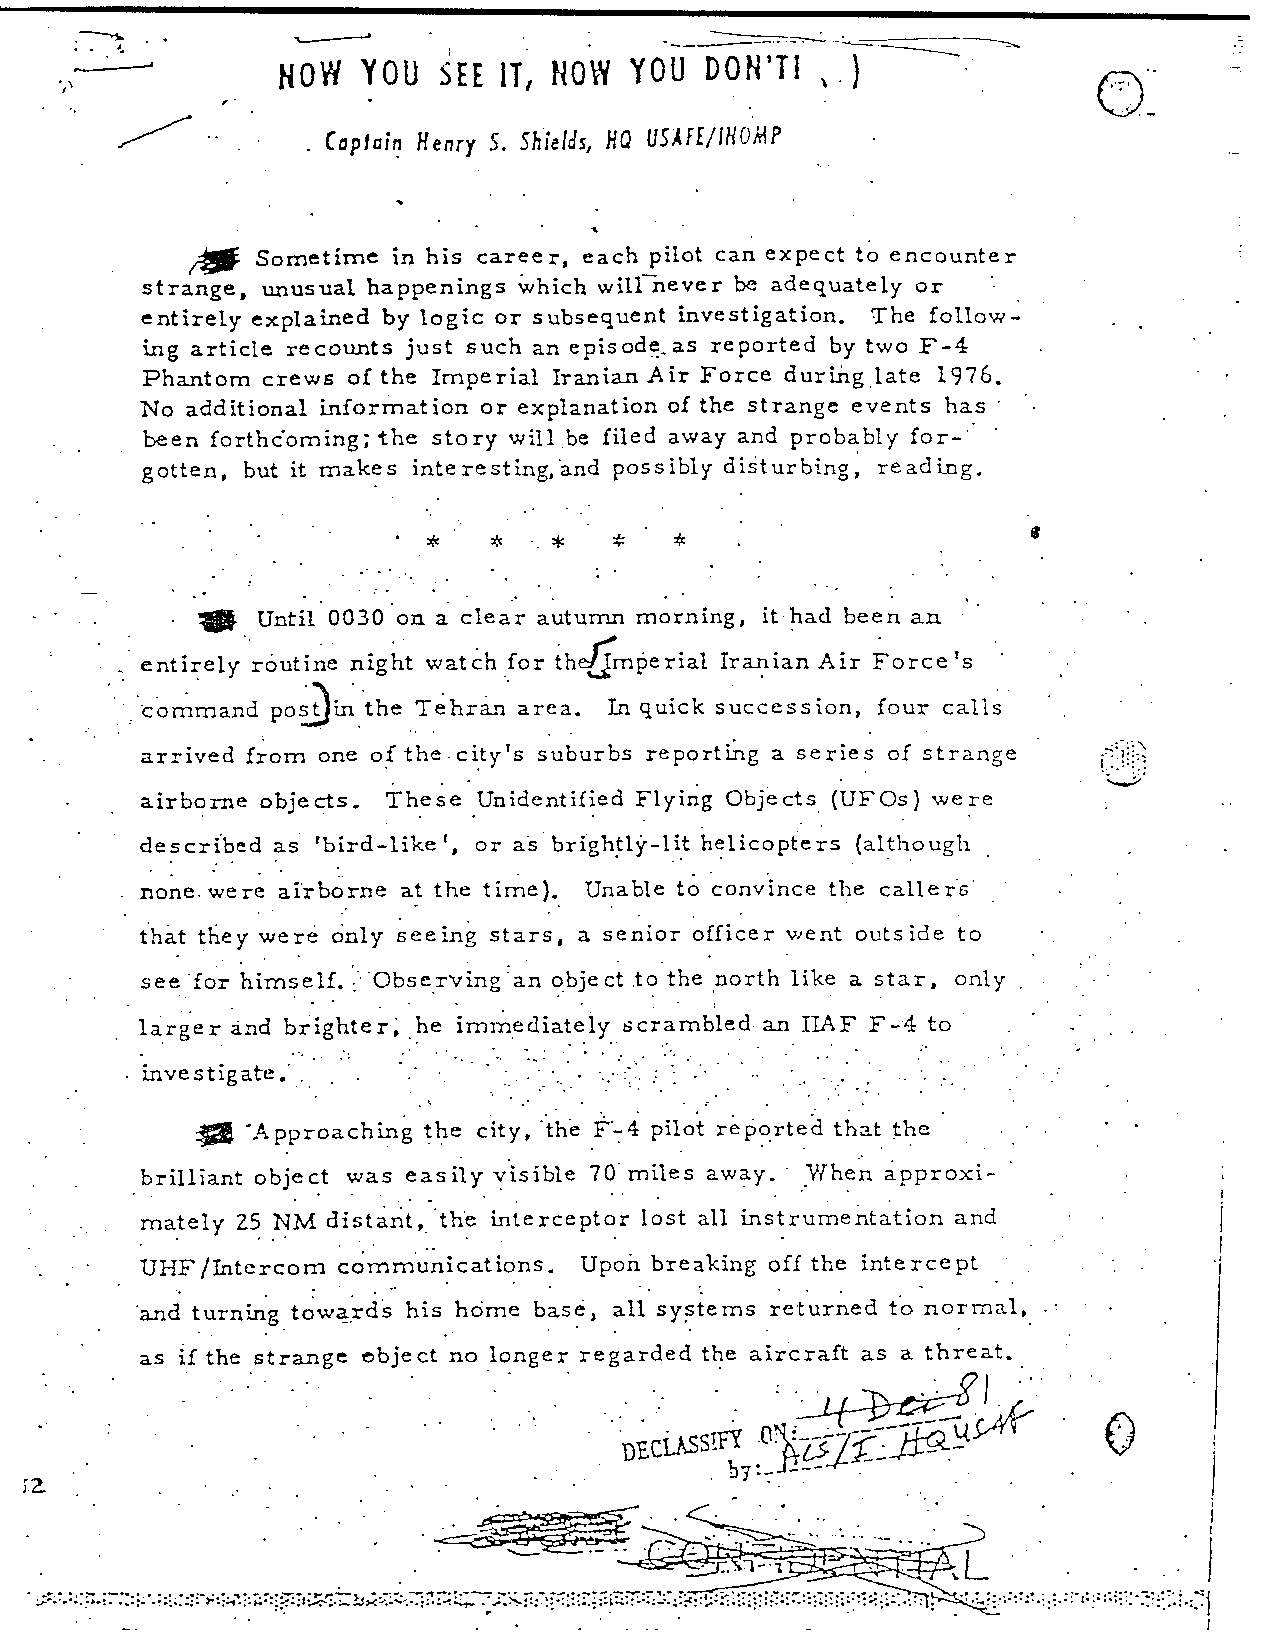 NOW YOU SEE IT, NOW YOU DON'T!
Captain Henry S. Shields, HQ USAFE/INOMP
Sometime in his career, each pilot can expect to encounter
strange, unusual happenings which will never be adequately or
entirely explained by logic or subsequent investigation. The follow-
ing article recounts just such an episode as reported by two F-4
Phantom crews of the Imperial Iranian Air Force during late 1976.
No additional information or explanation of the strange events has
been forthcoming; the story will be filed away and probably for-
gotten, but it makes interesting, and possibly disturbing, reading.
* * * * *
Until 0030 on a clear autumn morning, it had been an
entirely routine night watch for the [Imperial Iranian Air Force's
command post] in the Tehran area. In quick succession, four calls
arrived from one of the city's suburbs reporting a series of strange
airborne objects. These Unidentified Flying Objects (UFOs) were
described as 'bird-like', or as brightly-lit helicopters (although
none were airborne at the time). Unable to convince the callers
that they were only seeing stars, a senior officer went outside to
see for himself. Observing an object to the north like a star, only
larger and brighter, he immediately scrambled an IIAF F-4 to
investigate.
Approaching the city, the F-4 pilot reported that the
brilliant object was easily visible 70 miles away. When approxi-
mately 25 NM distant, the interceptor lost all instrumentation and
UHF/Intercom communications. Upon breaking off the intercept
and turning towards his home base, all systems returned to normal,
as if the strange object no longer regarded the aircraft as a threat.
DECLASSIFY ON: 4 Dec 81
by: HQ USAF
CONFIDENTIAL